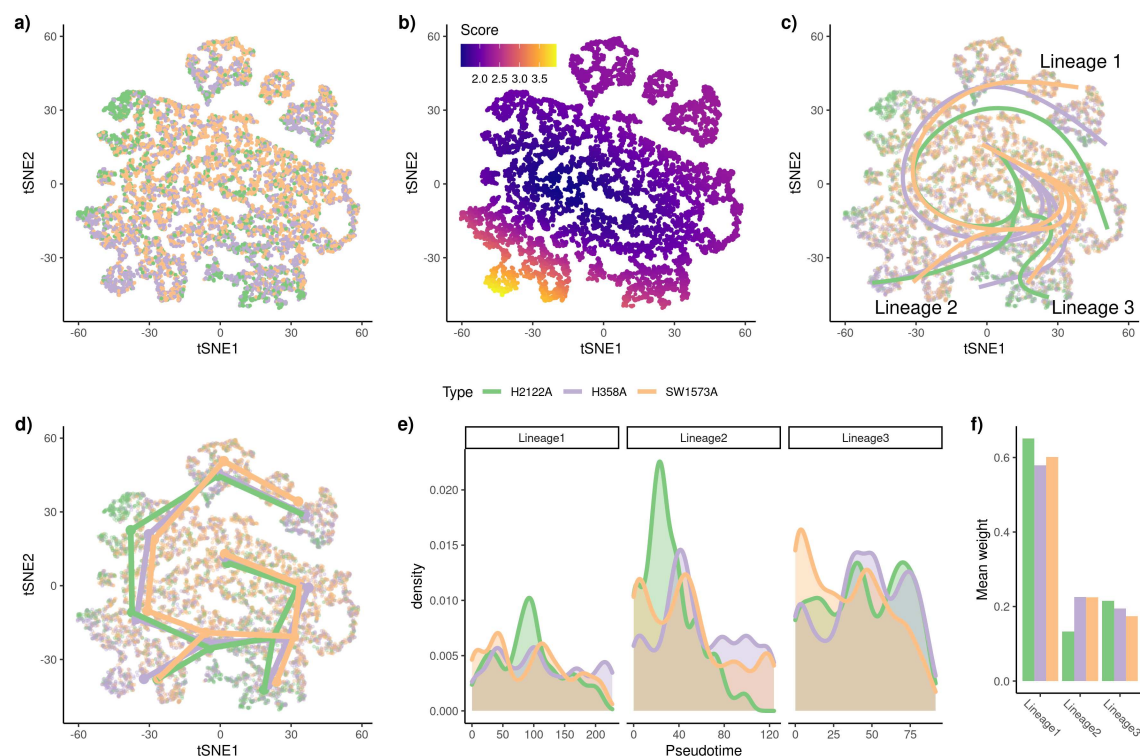 a)
60
30
0
-30
tSNE2
-60 -30 0 30 60
tSNE1
b)
Score
2.0 2.5 3.0 3.5
60
30
0
-30
tSNE2
-60 -30 0 30 60
tSNE1
c)
Lineage 1
Lineage 2
Lineage 3
60
30
0
-30
tSNE2
-60 -30 0 30 60
tSNE1
Type H2122A H358A SW1573A
d)
60
30
0
-30
tSNE2
-60 -30 0 30 60
tSNE1
e)
Lineage1 Lineage2 Lineage3
0.020
0.015
0.010
0.005
0.000
density
0 50 100 150 200 0 40 80 120 0 25 50 75
Pseudotime
f)
0.6
0.4
0.2
0.0
Mean weight
Lineage1
Lineage2
Lineage3